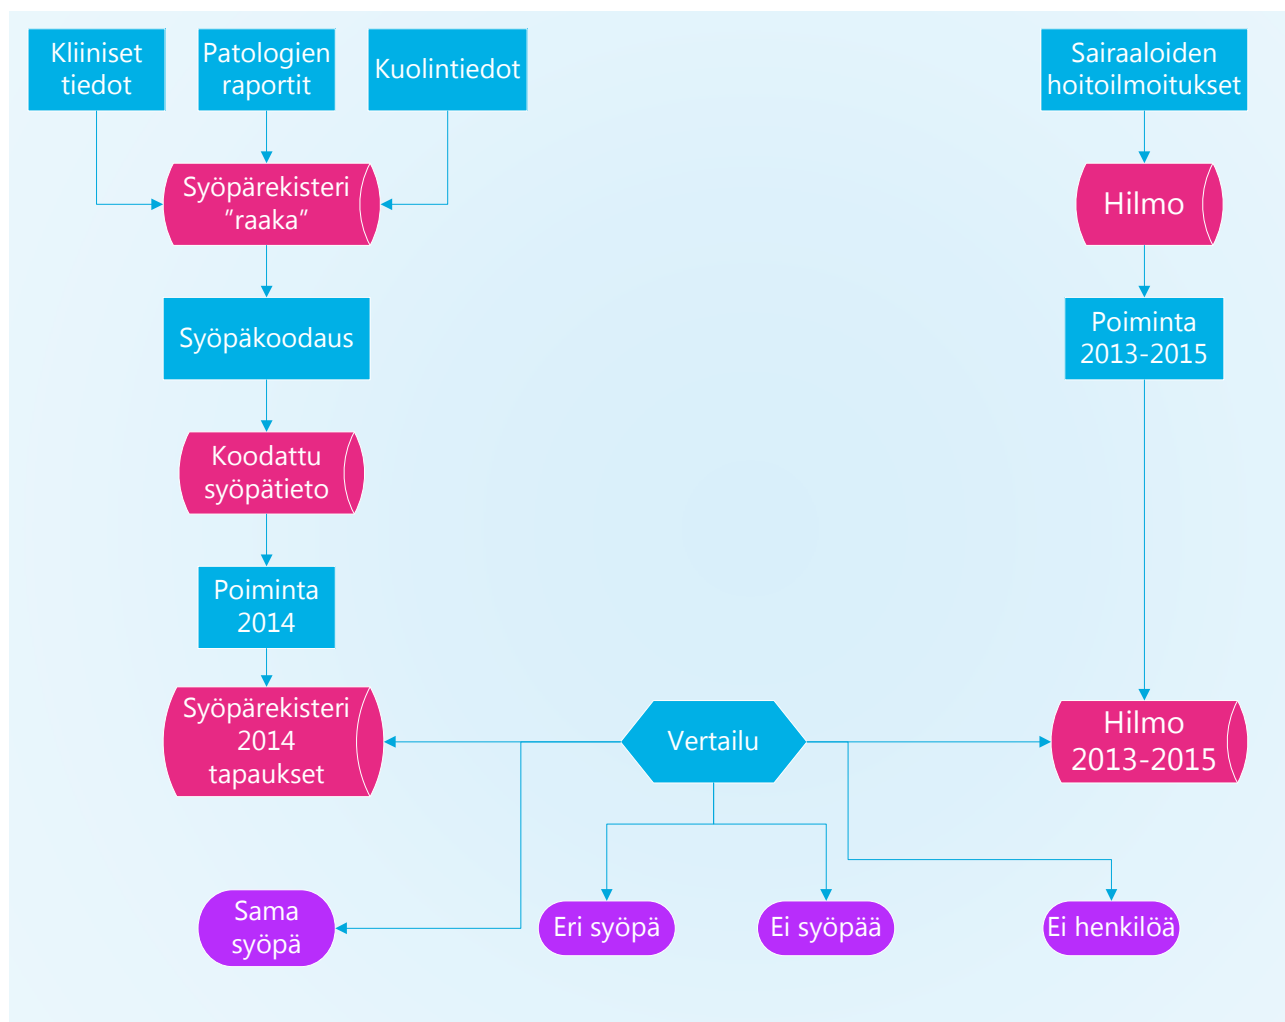 Kliiniset
tiedot
Patologien
raportit
Kuolintiedot
Sairaaloiden
hoitoilmoitukset
Syöpärekisteri
“raaka”
Hilmo
Syöpäkoodaus
Poiminta
2013-2015
Koodattu
syöpätieto
Poiminta
2014
Syöpärekisteri
2014
tapaukset
Vertailu
Hilmo
2013-2015
Sama
syöpä
Eri syöpä
Ei syöpää
Ei henkilöä